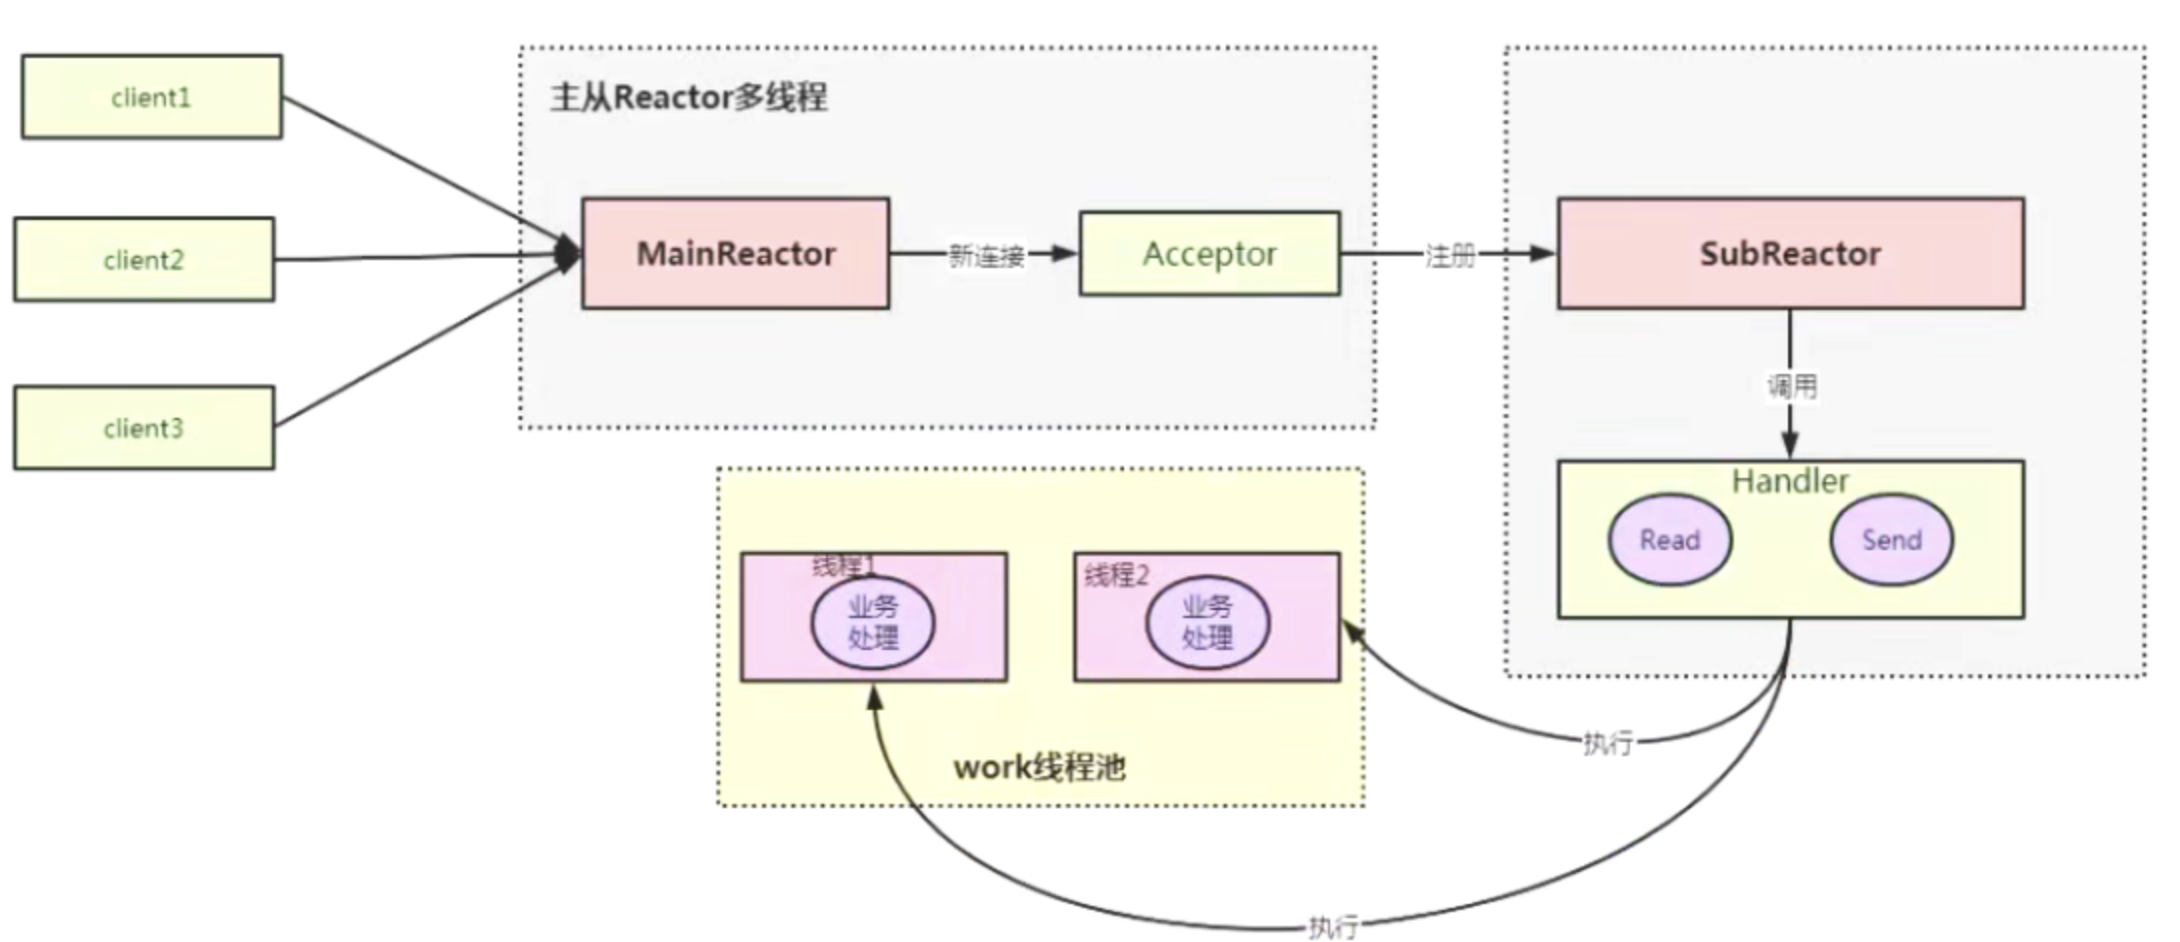 client1
主从Reactor多线程
client2
MainReactor
新连接
Acceptor
注册
SubReactor
调用
client3
Handler
Read
Send
线程1
业务
处理
线程2
业务
处理
执行
work线程池
执行